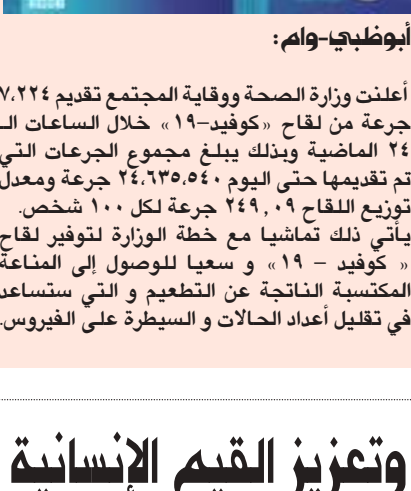 أبوظبي-وام:
أعلنت وزارة الصحة ووقاية المجتمع تقديم ٧،٢٢٤
جرعة من لقاح «كوفيد–١٩» خلال الساعات الـ
٢٤ الماضية وبذلك يبلغ مجموع الجرعات التي
تم تقديمها حتى اليوم ٢٤،٦٣٥،٥٤٠ جرعة ومعدل
توزيع اللقاح ٢٤٩,٠٩ جرعة لكل ١٠٠ شخص.
يأتي ذلك تماشيا مع خطة الوزارة لتوفير لقاح
« كوفيد – ١٩» و سعيا للوصول إلى المناعة
المكتسبة الناتجة عن التطعيم و التي ستساعد
في تقليل أعداد الحالات و السيطرة على الفيروس.
وتعزيز القيم الإنسانية